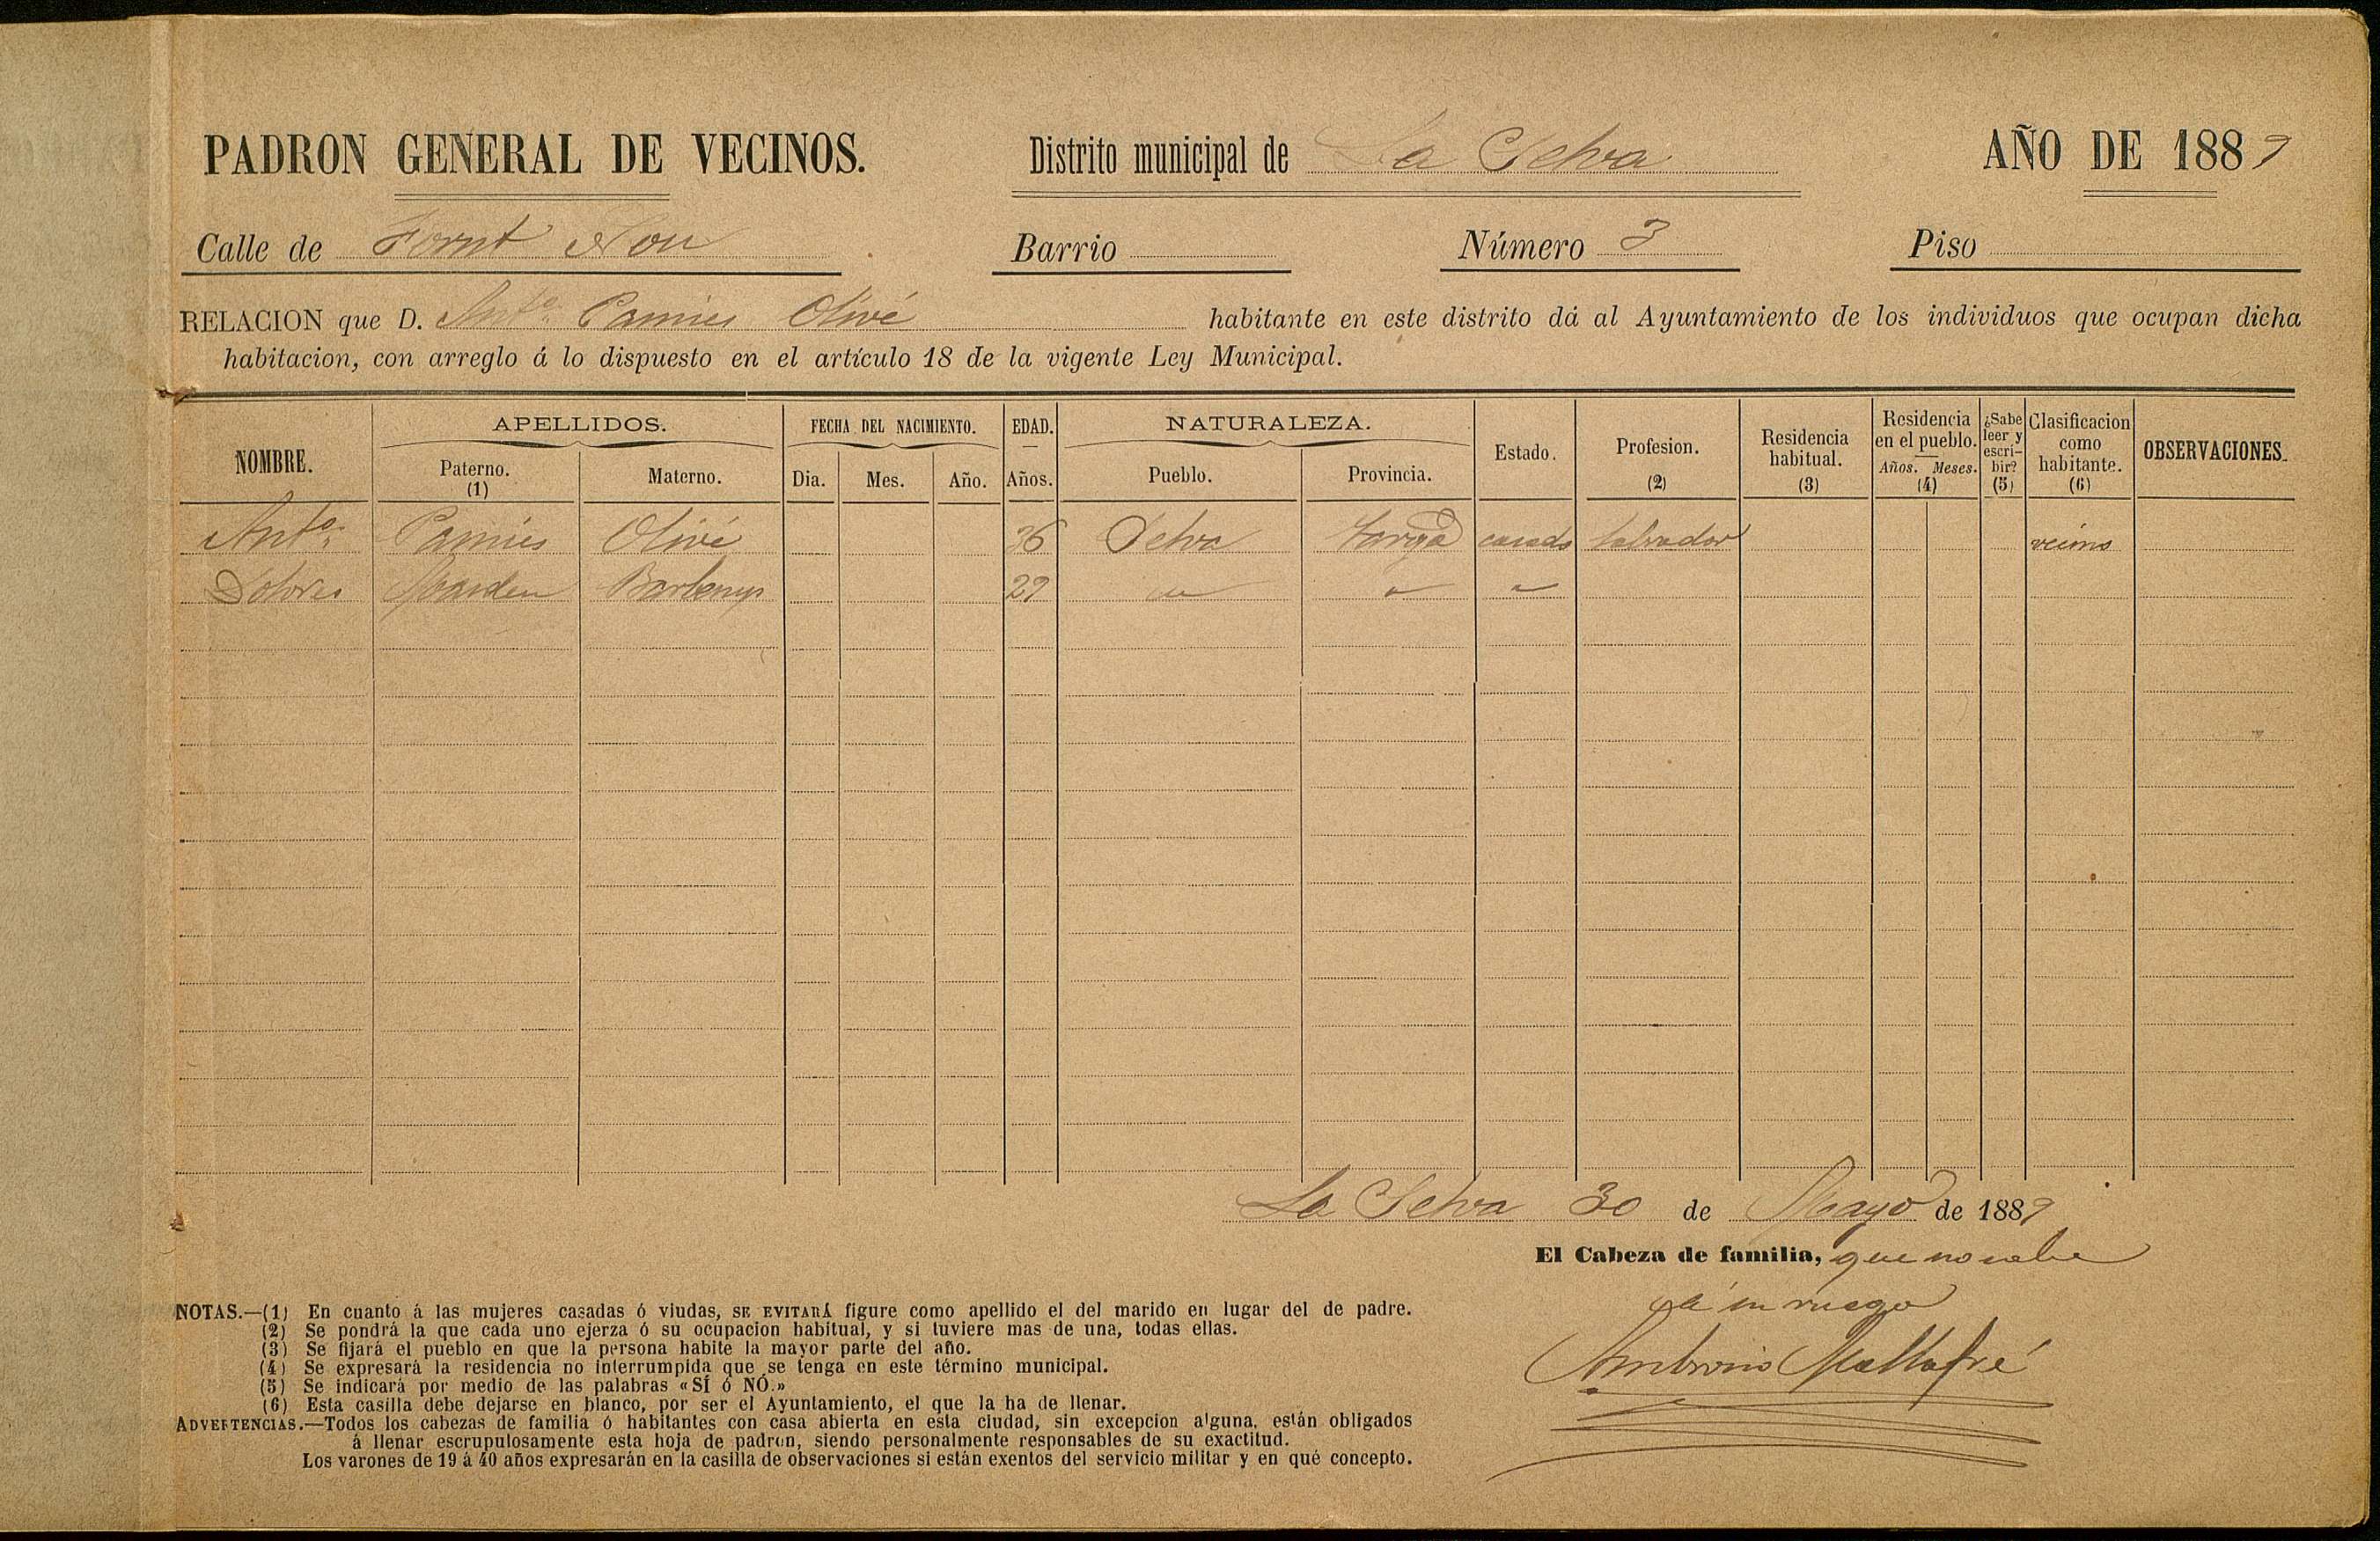 PADRON GENERAL DE VECINOS. Distrito municipal de La Selva AÑO DE 1889
Calle de Fornt Nou Barrio Número 3 Piso
RELACION que D. Antº Pamies Olivé habitante en este distrito dá al Ayuntamiento de los individuos que ocupan dicha
habitacion, con arreglo á lo dispuesto en el artículo 18 de la vigente Ley Municipal.
NOMBRE. APELLIDOS. Paterno. (1) Materno. FECHA DEL NACIMIENTO. Dia. Mes. Año. EDAD. — Años. NATURALEZA. Pueblo. Provincia. Estado. Profesion. (2) Residencia habitual. (3) Residencia en el pueblo. Años. Meses. (4) ¿Sabe leer y escribir? (5) Clasificacion como habitante. (6) OBSERVACIONES.
Antº Pamies Olivé 36 Selva Tarrgª casado labrador vecino
Dolores Barbenys 29 " " "
La Selva 30 de Mayo de 1889
El Cabeza de familia, que no sabe
y á su ruego
Ambrosio Mallafré
NOTAS.—(1) En cuanto á las mujeres casadas ó viudas, SE EVITARÁ figure como apellido el del marido en lugar del de padre.
(2) Se pondrá la que cada uno ejerza ó su ocupacion habitual, y si tuviere mas de una, todas ellas.
(3) Se fijará el pueblo en que la persona habite la mayor parte del año.
(4) Se expresará la residencia no interrumpida que se tenga en este término municipal.
(5) Se indicará por medio de las palabras «SÍ ó NÓ.»
(6) Esta casilla debe dejarse en blanco, por ser el Ayuntamiento, el que la ha de llenar.
ADVERTENCIAS.—Todos los cabezas de familia ó habitantes con casa abierta en esta ciudad, sin excepcion alguna, están obligados
á llenar escrupulosamente esta hoja de padron, siendo personalmente responsables de su exactitud.
Los varones de 19 á 40 años expresarán en la casilla de observaciones si están exentos del servicio militar y en qué concepto.